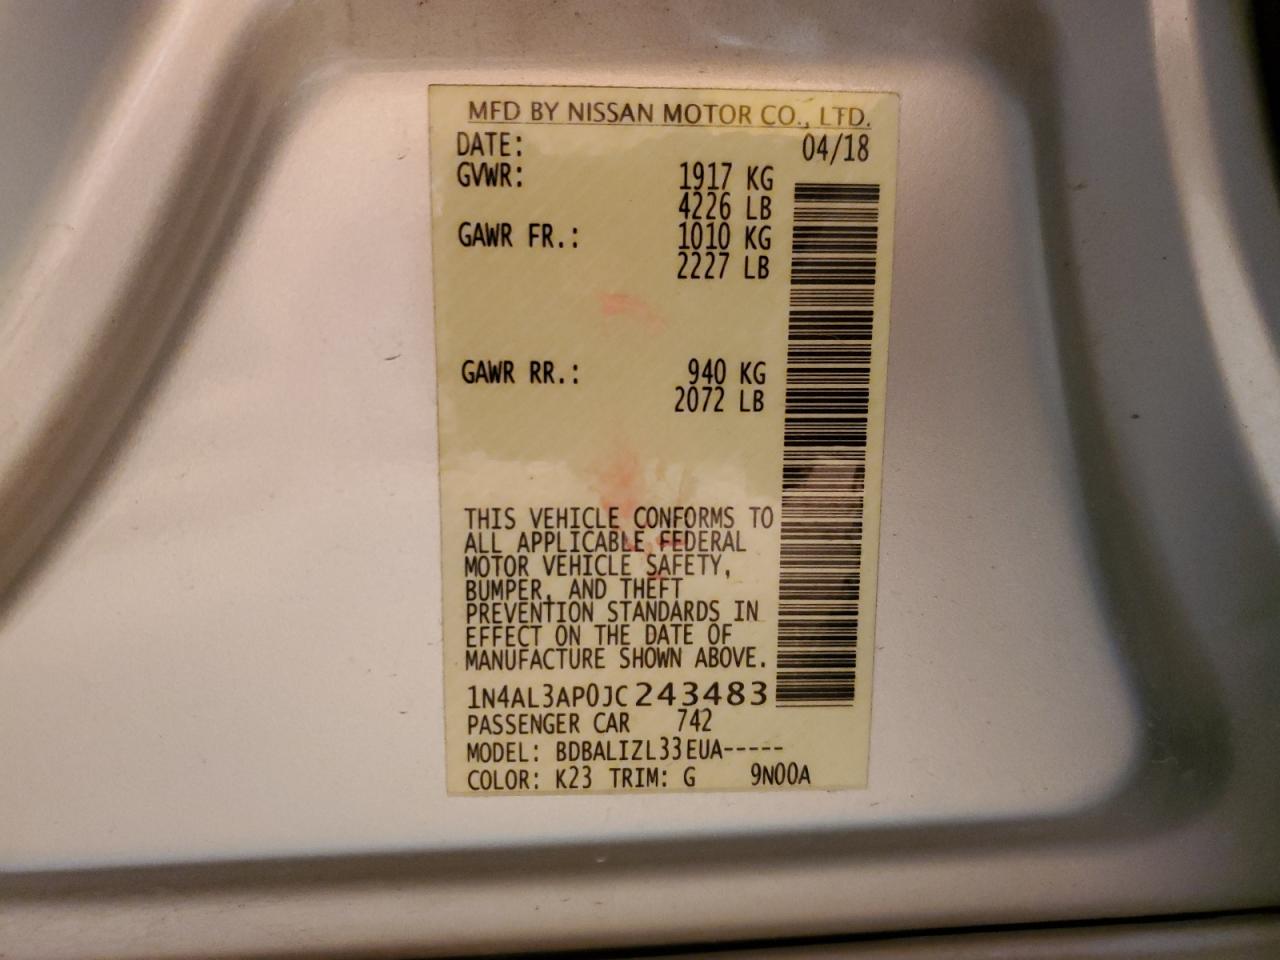 MFD BY NISSAN MOTOR CO., LTD.
DATE: 04/18
GVWR: 1917 KG
4226 LB
GAWR FR.: 1010 KG
2227 LB
GAWR RR.: 940 KG
2072 LB
THIS VEHICLE CONFORMS TO
ALL APPLICABLE FEDERAL
MOTOR VEHICLE SAFETY,
BUMPER, AND THEFT
PREVENTION STANDARDS IN
EFFECT ON THE DATE OF
MANUFACTURE SHOWN ABOVE.
1N4AL3AP0JC243483
PASSENGER CAR 742
MODEL: BDBALIZL33EUA-----
COLOR: K23 TRIM: G 9N00A